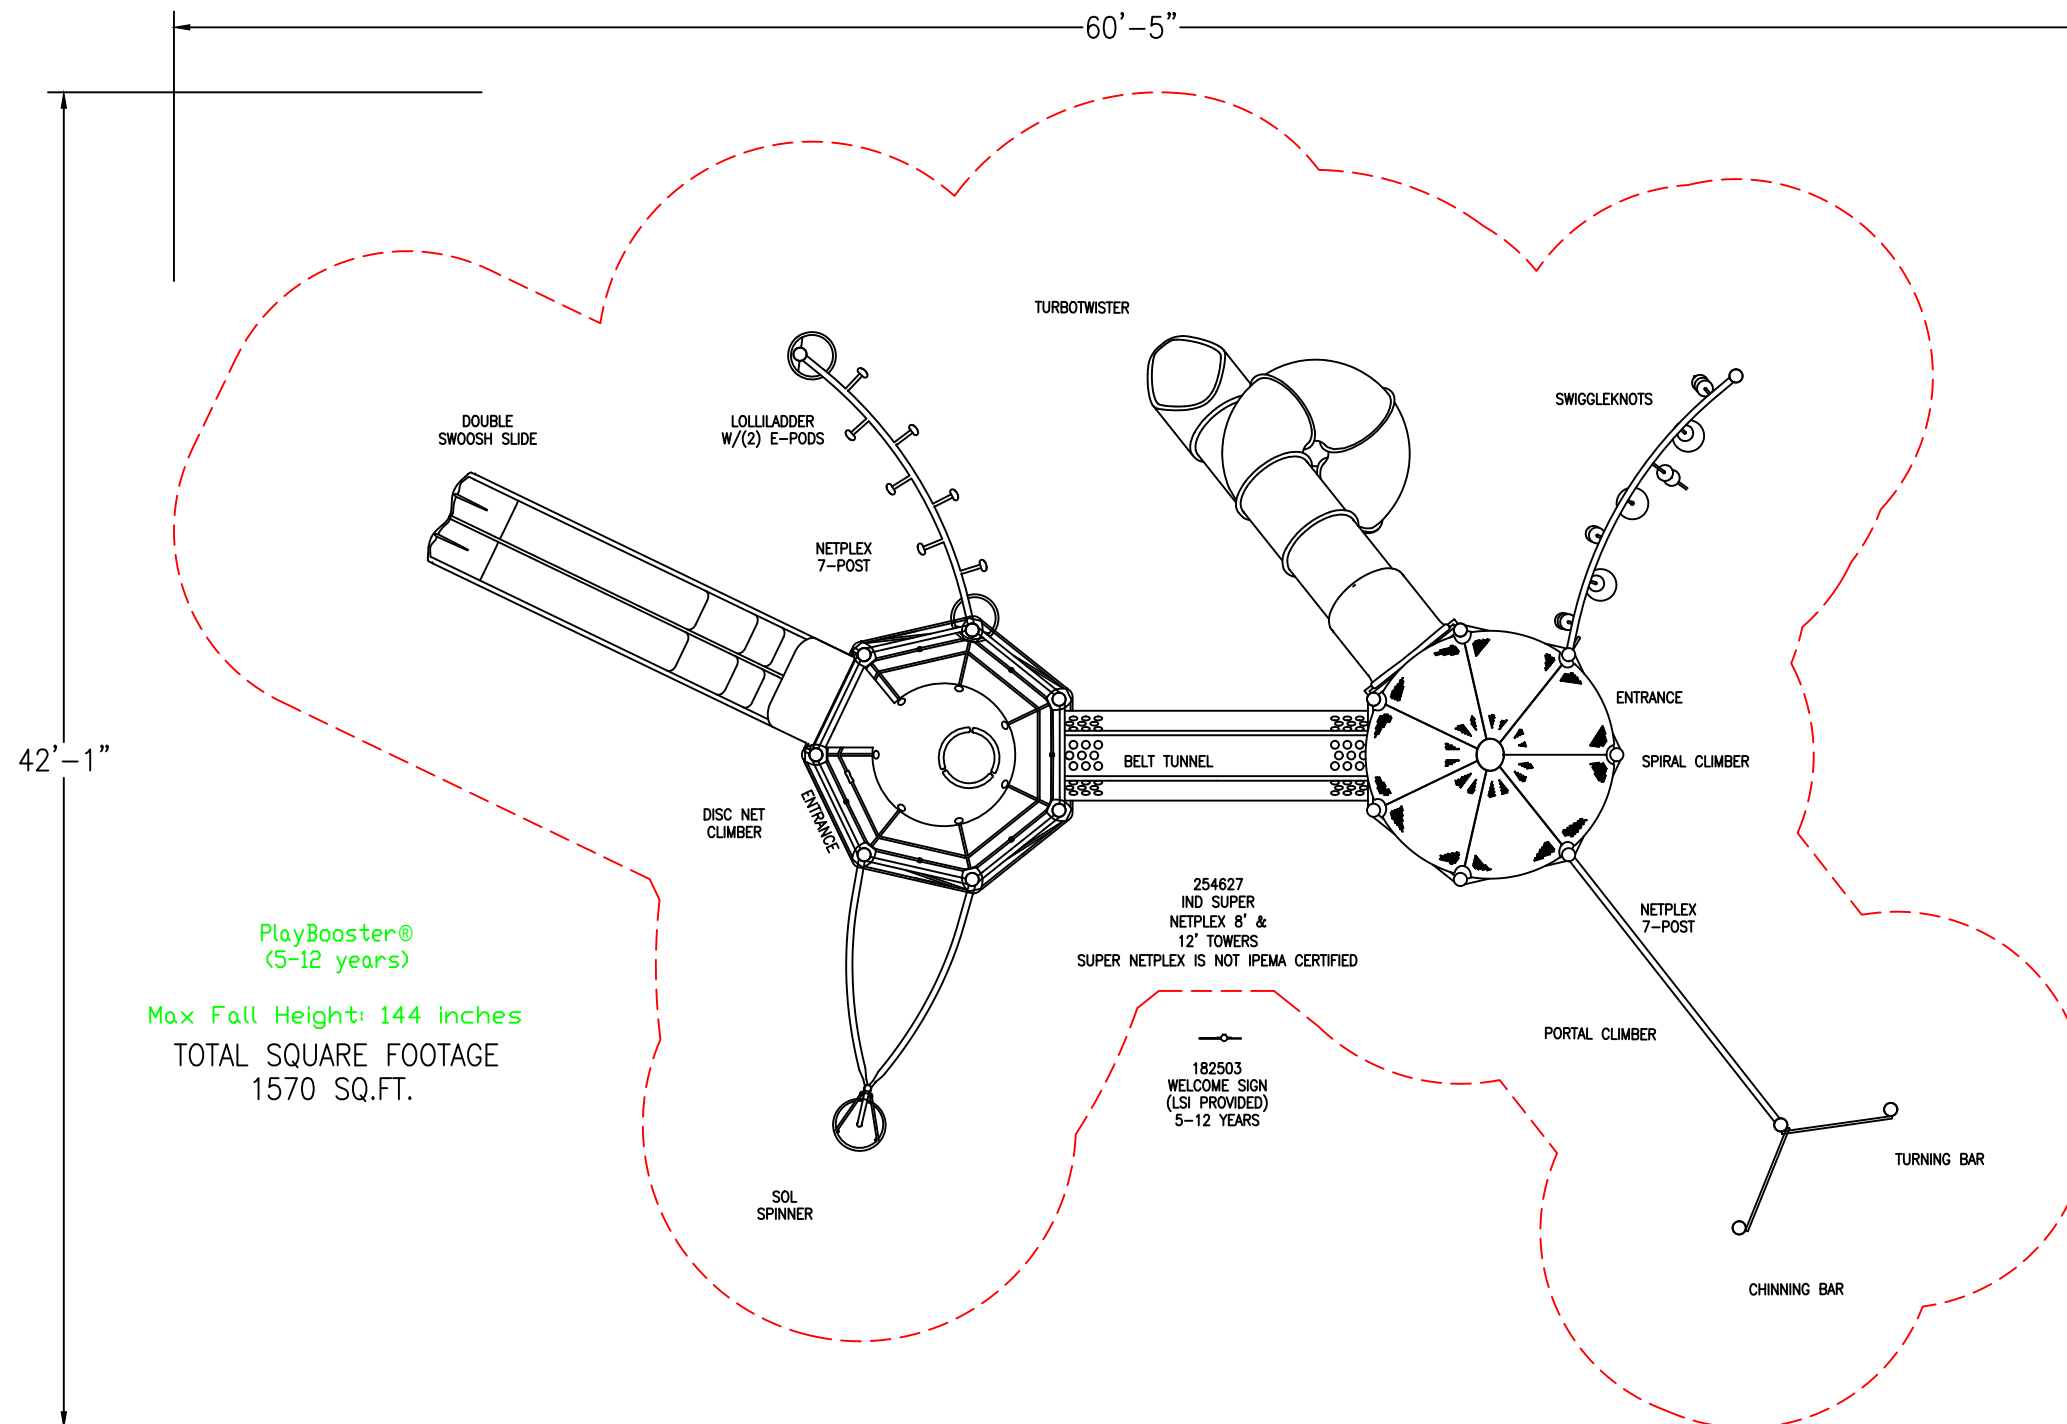 60'-5"
TURBOTWISTER
SWIGGLEKNOTS
DOUBLE
SWOOSH SLIDE
LOLLILADDER
W/(2) E-PODS
NETPLEX
7-POST
ENTRANCE
42'-1"
BELT TUNNEL
SPIRAL CLIMBER
DISC NET
CLIMBER
ENTRANCE
254627
IND SUPER
NETPLEX 8' &
12' TOWERS
SUPER NETPLEX IS NOT IPEMA CERTIFIED
NETPLEX
7-POST
PlayBooster®
(5-12 years)
Max Fall Height: 144 inches
TOTAL SQUARE FOOTAGE
1570 SQ.FT.
PORTAL CLIMBER
182503
WELCOME SIGN
(LSI PROVIDED)
5-12 YEARS
TURNING BAR
SOL
SPINNER
CHINNING BAR